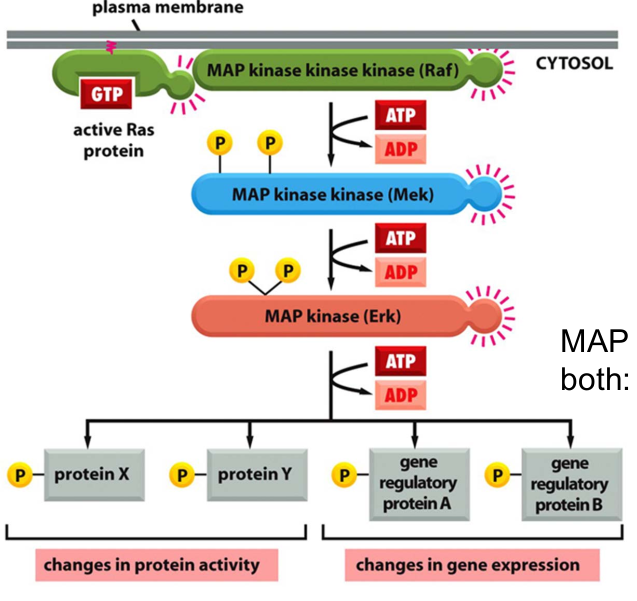 plasma membrane
MAP kinase kinase kinase (Raf)
CYTOSOL
GTP
active Ras
protein
ATP
ADP
P P
MAP kinase kinase (Mek)
ATP
ADP
P P
MAP kinase (Erk)
MAP
both:
ATP
ADP
P protein X
P protein Y
P gene
regulatory
protein A
P gene
regulatory
protein B
changes in protein activity
changes in gene expression